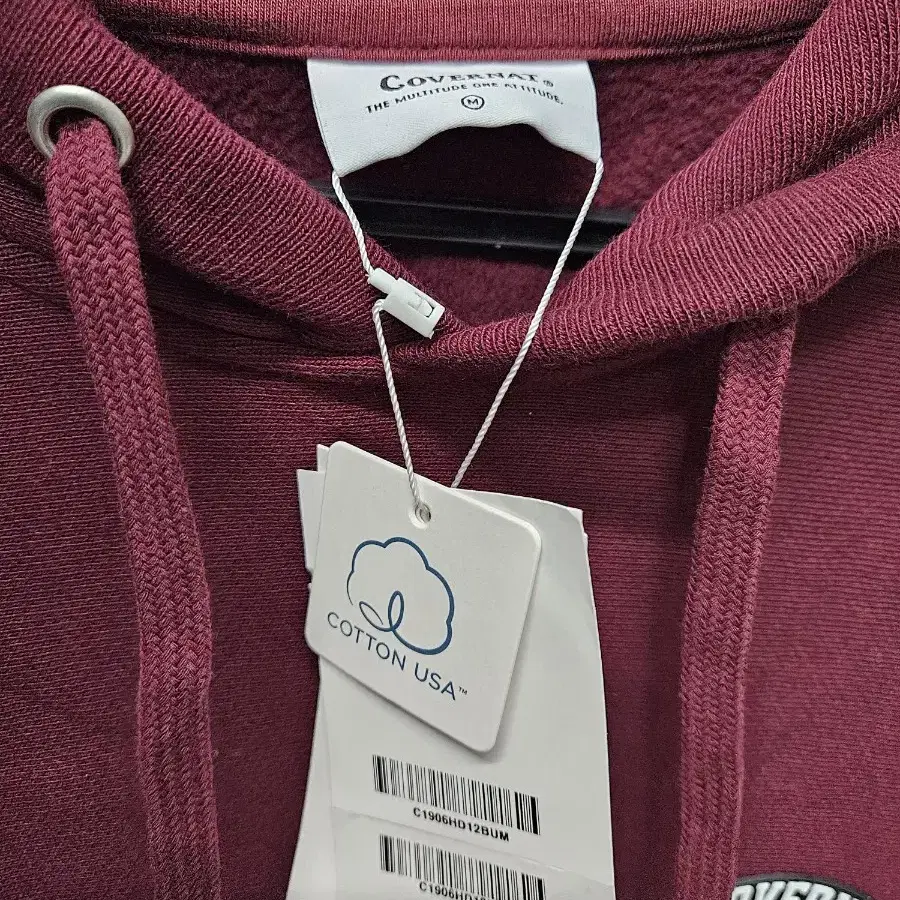 COVERNAT®
THE MULTITUDE ONE ATTITUDE.
M
COTTON USA™
C1906HD12BUM